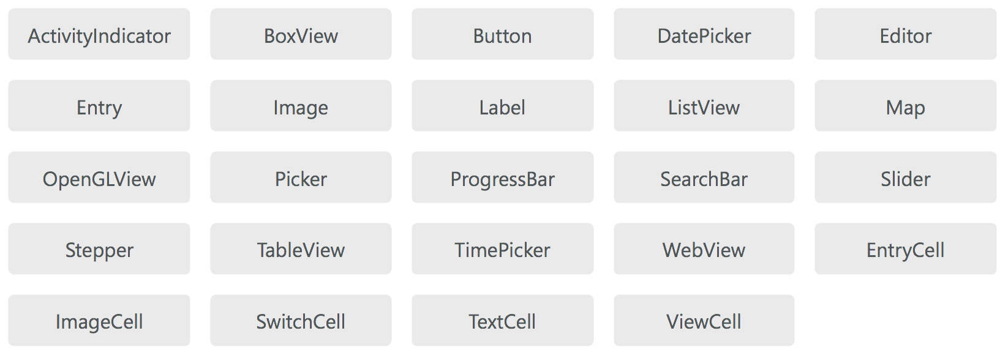 ActivityIndicator BoxView Button DatePicker Editor
Entry Image Label ListView Map
OpenGLView Picker ProgressBar SearchBar Slider
Stepper TableView TimePicker WebView EntryCell
ImageCell SwitchCell TextCell ViewCell